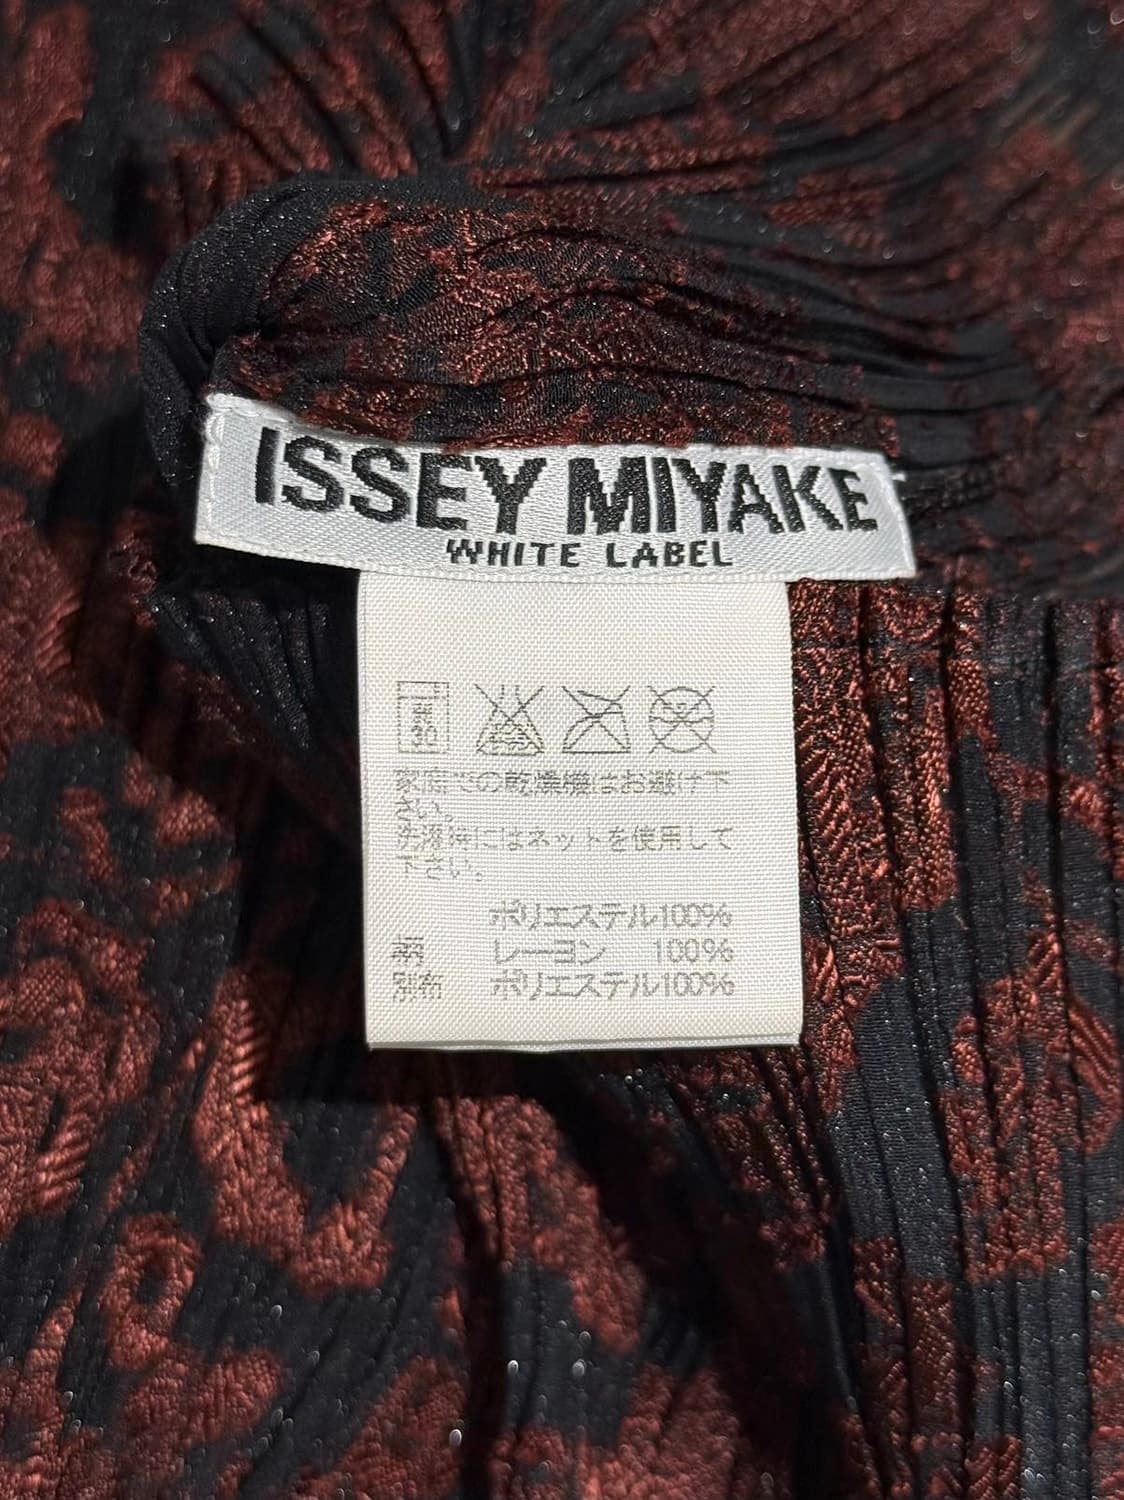 ISSEY MIYAKE
WHITE LABEL
家庭での乾燥機はお避け下
さい。
洗濯時にはネットを使用して
下さい。
ポリエステル100%
柄 レーヨン 100%
別布 ポリエステル100%